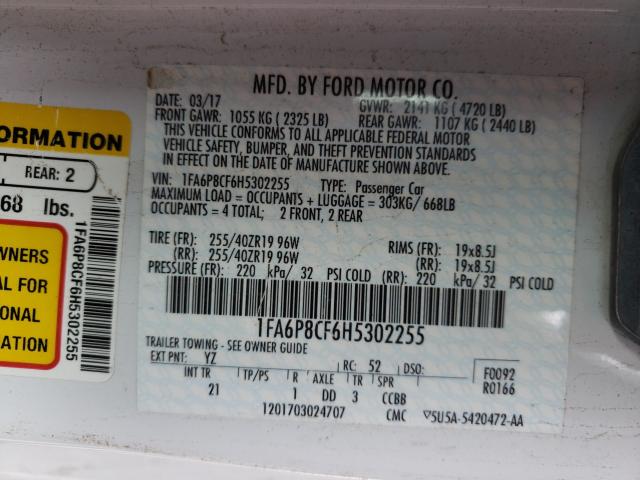 ORMATION
REAR: 2
68 lbs.
1FA6P8CF6H5302255
WNERS
AL FOR
ONAL
TION
MFD. BY FORD MOTOR CO.
DATE: 03/17 GVWR: 2141 KG ( 4720 LB)
FRONT GAWR: 1055 KG ( 2325 LB) REAR GAWR: 1107 KG ( 2440 LB)
THIS VEHICLE CONFORMS TO ALL APPLICABLE FEDERAL MOTOR
VEHICLE SAFETY, BUMPER, AND THEFT PREVENTION STANDARDS
IN EFFECT ON THE DATE OF MANUFACTURE SHOWN ABOVE.
VIN: 1FA6P8CF6H5302255 TYPE: Passenger Car
MAXIMUM LOAD = OCCUPANTS + LUGGAGE = 303KG/ 668LB
OCCUPANTS = 4 TOTAL; 2 FRONT, 2 REAR
TIRE (FR): 255/40ZR19 96W RIMS (FR): 19x8.5J
(RR): 255/40ZR19 96W (RR): 19x8.5J
PRESSURE (FR): 220 kPa/ 32 PSI COLD (RR): 220 kPa/ 32 PSI COLD
1FA6P8CF6H5302255
TRAILER TOWING - SEE OWNER GUIDE
EXT PNT: YZ RC: 52 DSO: F0092
INT TR TP/PS R AXLE TR SPR R0166
21 1 DD 3 CCBB
1201703024707 CMC 5U5A-5420472-AA